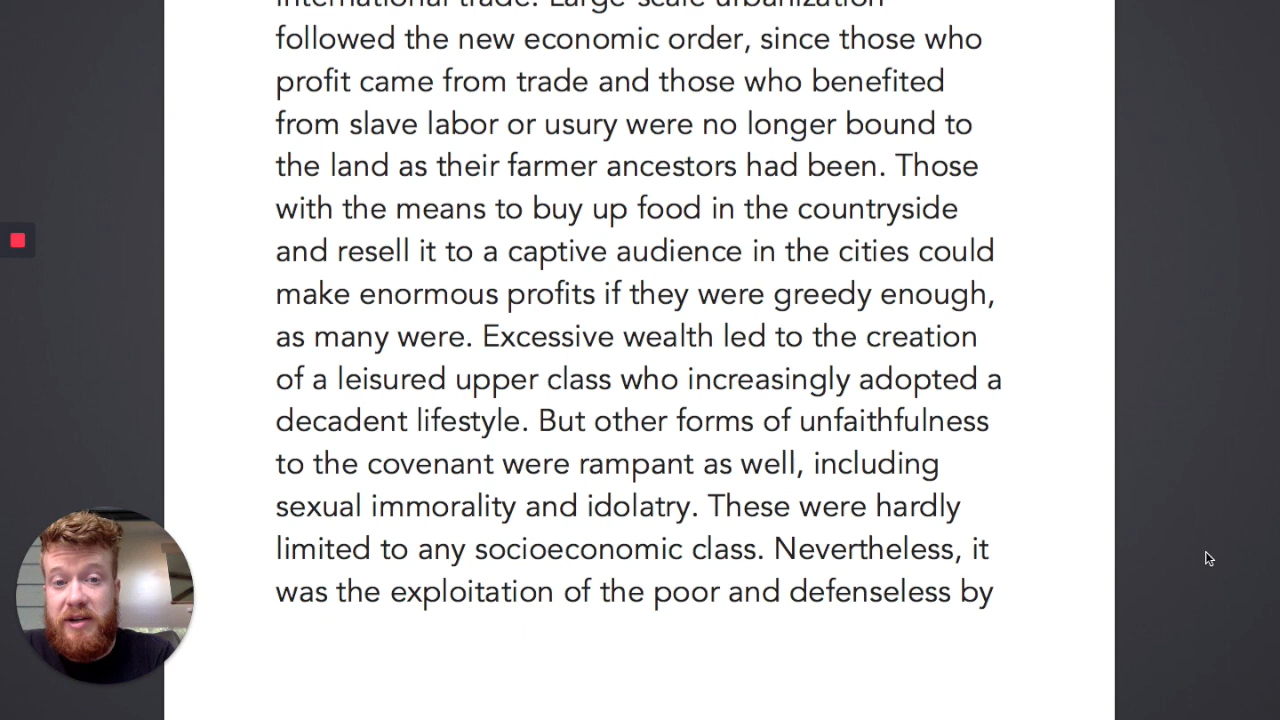 international trade. Large-scale urbanization
followed the new economic order, since those who
profit came from trade and those who benefited
from slave labor or usury were no longer bound to
the land as their farmer ancestors had been. Those
with the means to buy up food in the countryside
and resell it to a captive audience in the cities could
make enormous profits if they were greedy enough,
as many were. Excessive wealth led to the creation
of a leisured upper class who increasingly adopted a
decadent lifestyle. But other forms of unfaithfulness
to the covenant were rampant as well, including
sexual immorality and idolatry. These were hardly
limited to any socioeconomic class. Nevertheless, it
was the exploitation of the poor and defenseless by